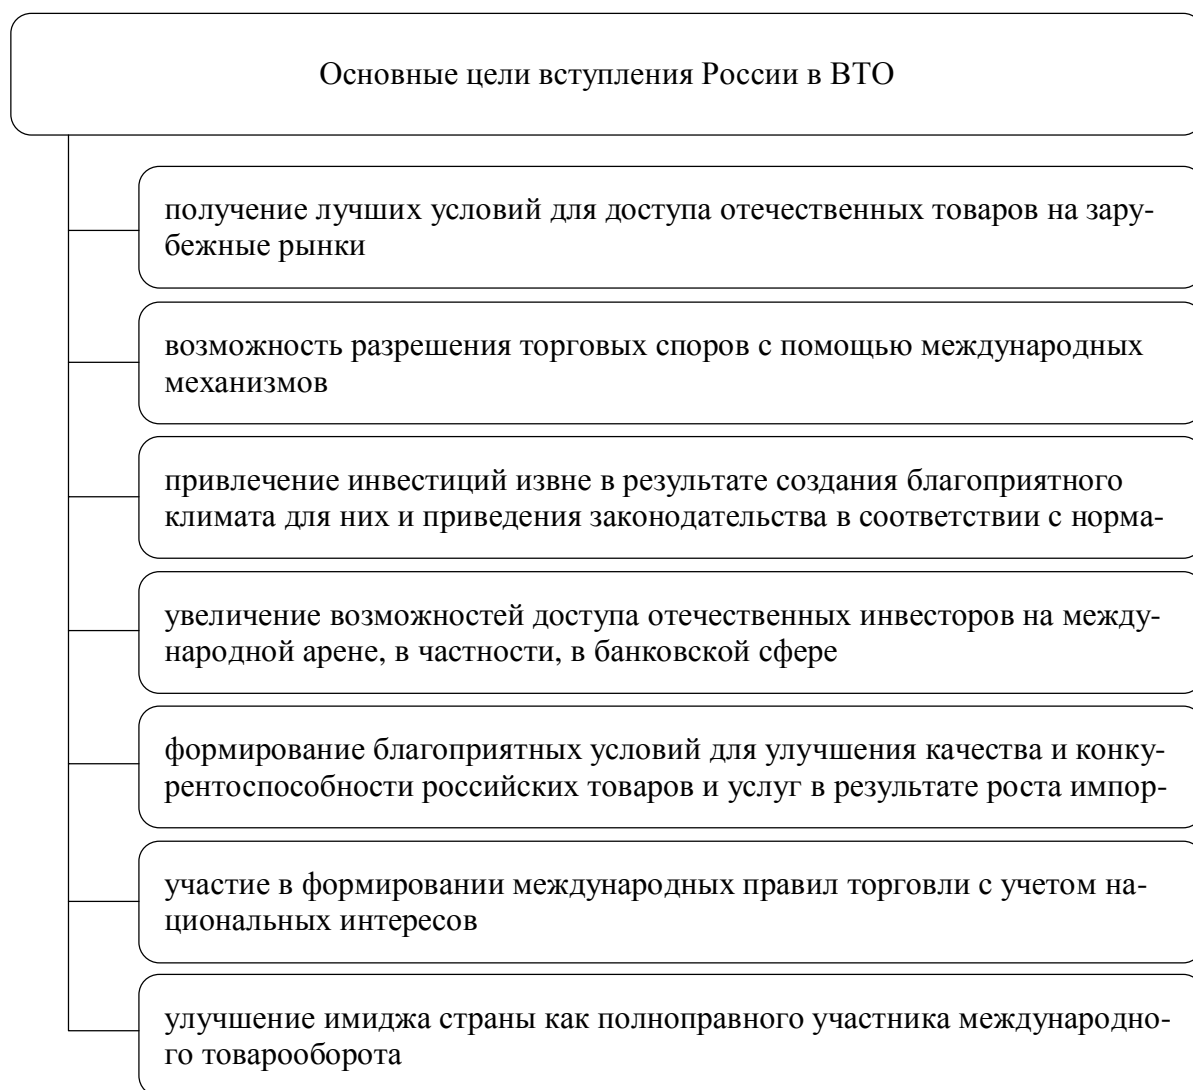 Основные цели вступления России в ВТО
получение лучших условий для доступа отечественных товаров на зару-
бежные рынки
возможность разрешения торговых споров с помощью международных
механизмов
привлечение инвестиций извне в результате создания благоприятного
климата для них и приведения законодательства в соответствии с норма-
увеличение возможностей доступа отечественных инвесторов на между-
народной арене, в частности, в банковской сфере
формирование благоприятных условий для улучшения качества и конку-
рентоспособности российских товаров и услуг в результате роста импор-
участие в формировании международных правил торговли с учетом на-
циональных интересов
улучшение имиджа страны как полноправного участника международно-
го товарооборота